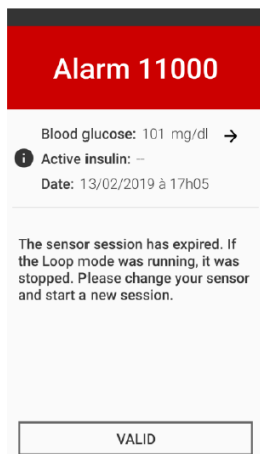 Alarm 11000
Blood glucose: 101 mg/dl →
Active insulin: --
Date: 13/02/2019 à 17h05
The sensor session has expired. If
the Loop mode was running, it was
stopped. Please change your sensor
and start a new session.
VALID